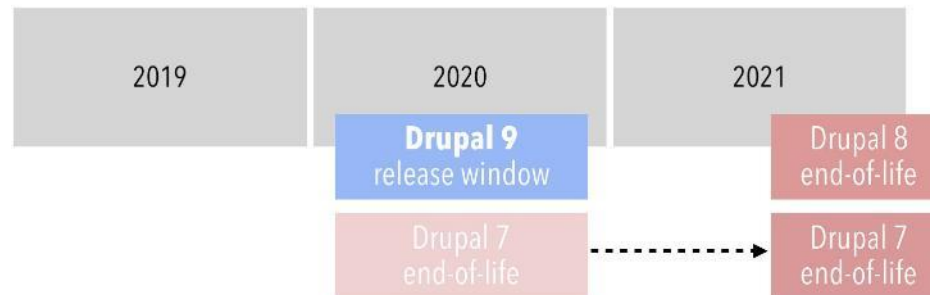 2019
2020
2021
Drupal 9
release window
Drupal 8
end-of-life
Drupal 7
end-of-life
Drupal 7
end-of-life